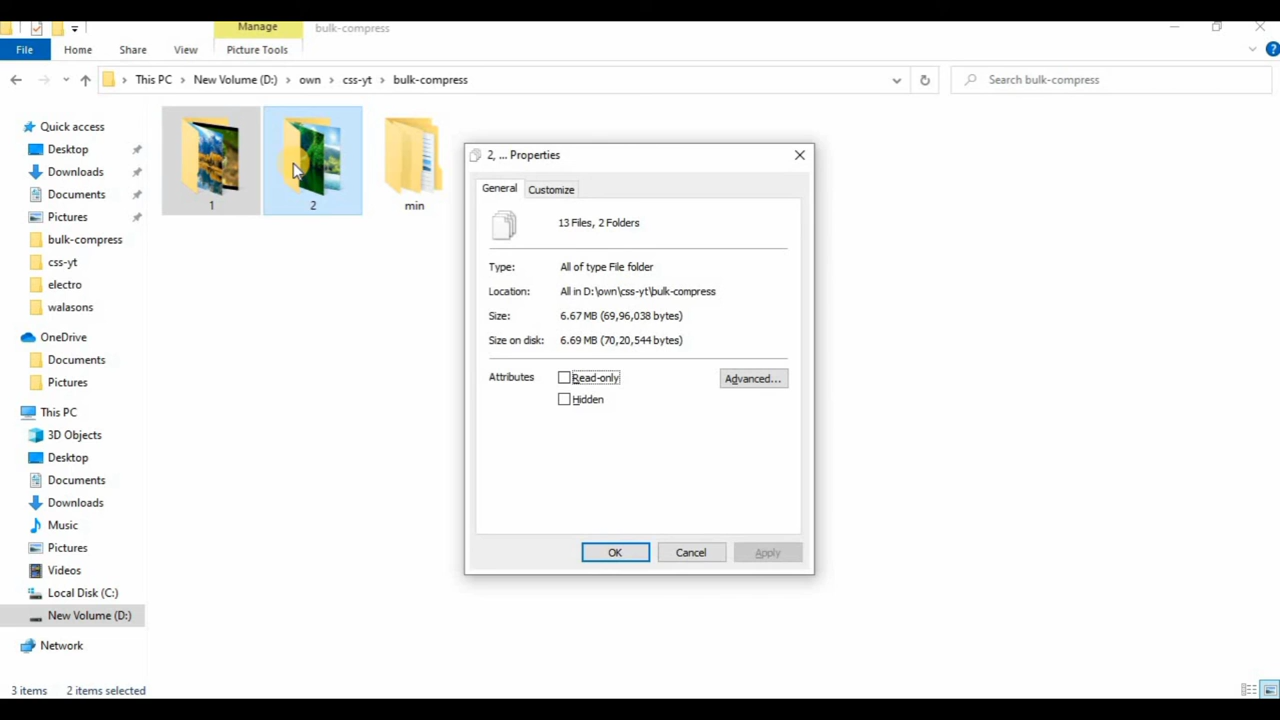 Manage
bulk-compress
File
Home
Share
View
Picture Tools
This PC
New Volume (D:)
own
css-yt
bulk-compress
Search bulk-compress
Quick access
Desktop
Downloads
Documents
Pictures
bulk-compress
css-yt
electro
walasons
OneDrive
Documents
Pictures
This PC
3D Objects
Desktop
Documents
Downloads
Music
Pictures
Videos
Local Disk (C:)
New Volume (D:)
Network
1
2
min
2, ... Properties
General
Customize
13 Files, 2 Folders
Type: All of type File folder
Location: All in D:\own\css-yt\bulk-compress
Size: 6.67 MB (69,96,038 bytes)
Size on disk: 6.69 MB (70,20,544 bytes)
Attributes
Read-only
Advanced...
Hidden
OK
Cancel
Apply
3 items
2 items selected